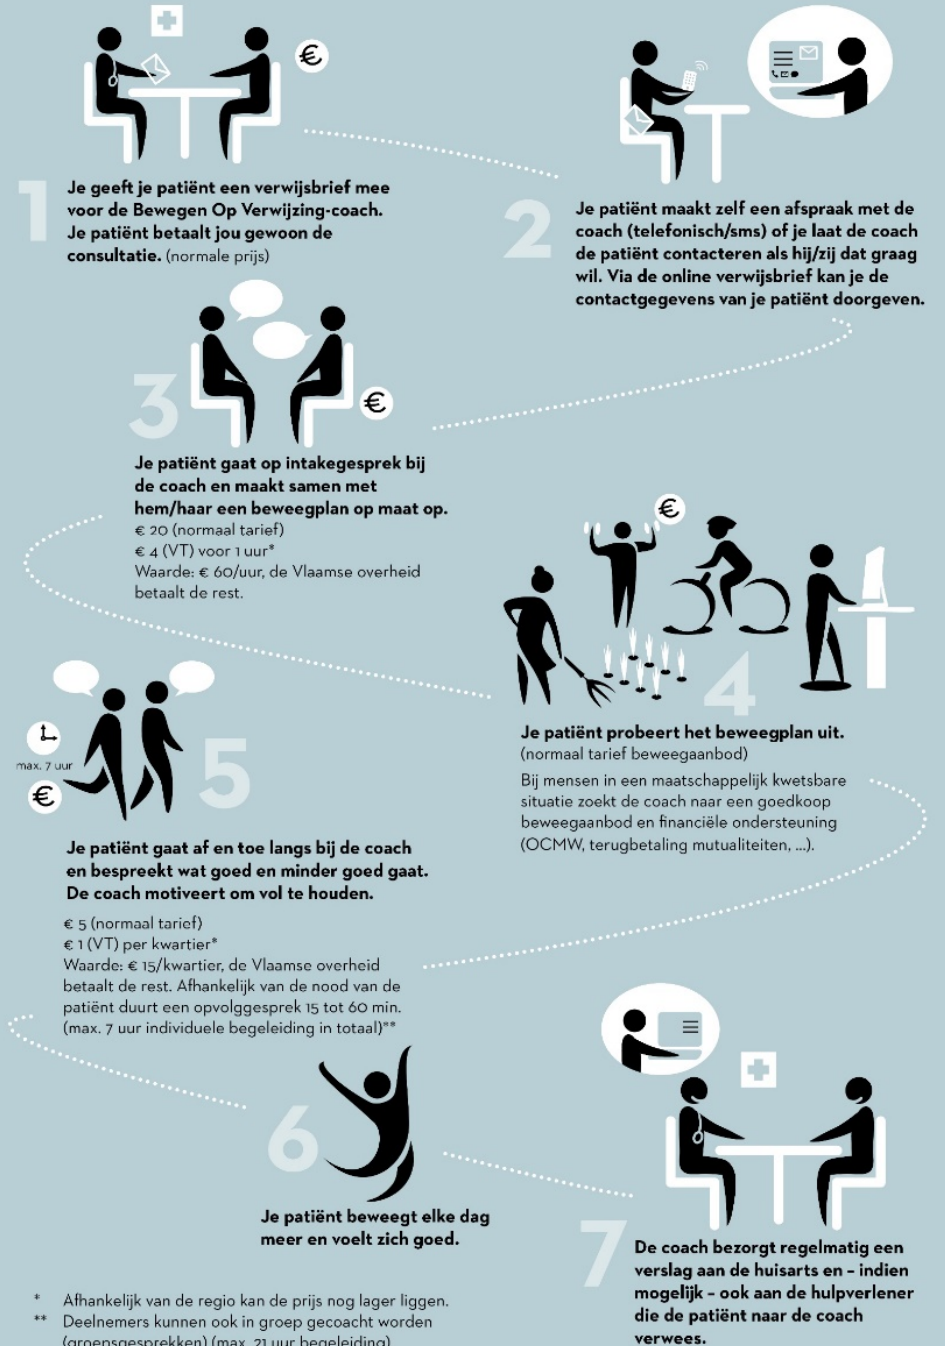 €
1
Je geeft je patiënt een verwijsbrief mee
voor de Bewegen Op Verwijzing-coach.
Je patiënt betaalt jou gewoon de
consultatie. (normale prijs)
2
Je patiënt maakt zelf een afspraak met de
coach (telefonisch/sms) of je laat de coach
de patiënt contacteren als hij/zij dat graag
wil. Via de online verwijsbrief kan je de
contactgegevens van je patiënt doorgeven.
3
€
Je patiënt gaat op intakegesprek bij
de coach en maakt samen met
hem/haar een beweegplan op maat op.
€ 20 (normaal tarief)
€ 4 (VT) voor 1 uur*
Waarde: € 60/uur, de Vlaamse overheid
betaalt de rest.
€
4
Je patiënt probeert het beweegplan uit.
(normaal tarief beweegaanbod)
Bij mensen in een maatschappelijk kwetsbare
situatie zoekt de coach naar een goedkoop
beweegaanbod en financiële ondersteuning
(OCMW, terugbetaling mutualiteiten, ...).
max. 7 uur
€
5
Je patiënt gaat af en toe langs bij de coach
en bespreekt wat goed en minder goed gaat.
De coach motiveert om vol te houden.
€ 5 (normaal tarief)
€ 1 (VT) per kwartier*
Waarde: € 15/kwartier, de Vlaamse overheid
betaalt de rest. Afhankelijk van de nood van de
patiënt duurt een opvolggesprek 15 tot 60 min.
(max. 7 uur individuele begeleiding in totaal)**
6
Je patiënt beweegt elke dag
meer en voelt zich goed.
7
De coach bezorgt regelmatig een
verslag aan de huisarts en – indien
mogelijk – ook aan de hulpverlener
die de patiënt naar de coach
verwees.
* Afhankelijk van de regio kan de prijs nog lager liggen.
** Deelnemers kunnen ook in groep gecoacht worden
(groepsgesprekken) (max. 21 uur begeleiding)